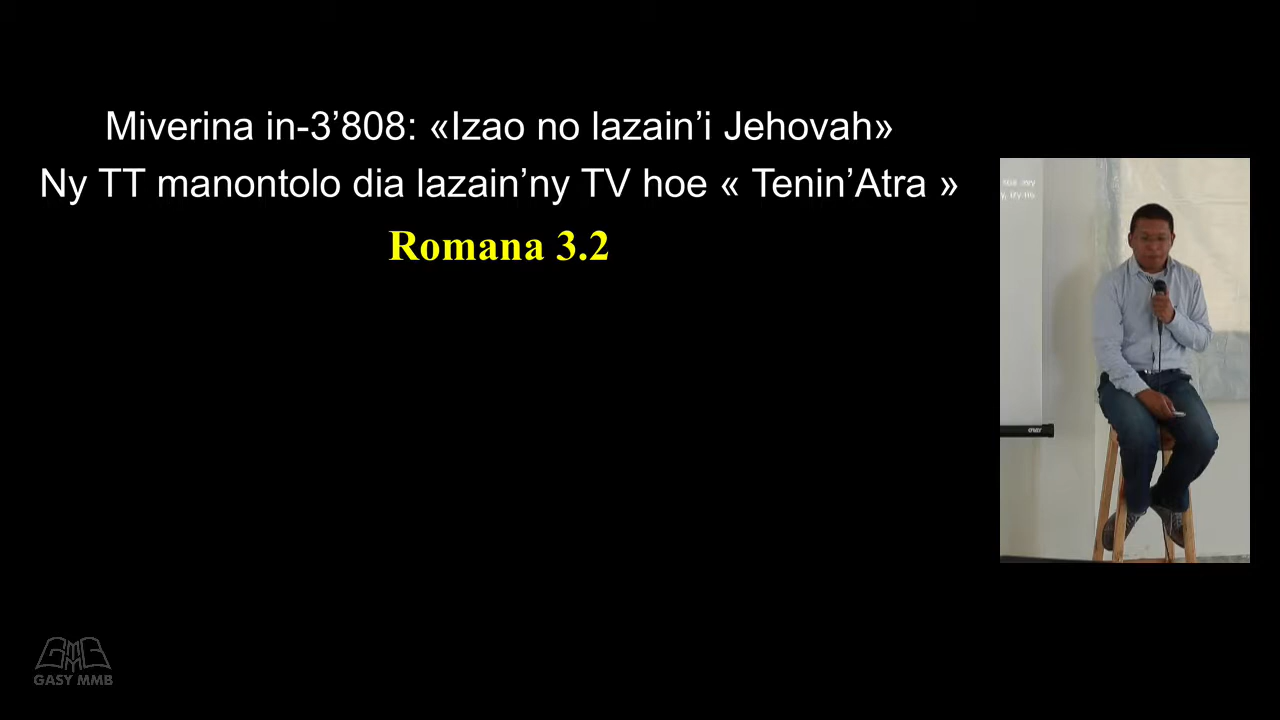 Miverina in-3’808: «Izao no lazain’i Jehovah»
Ny TT manontolo dia lazain’ny TV hoe « Tenin’Atra »
Romana 3.2
GASY MMB